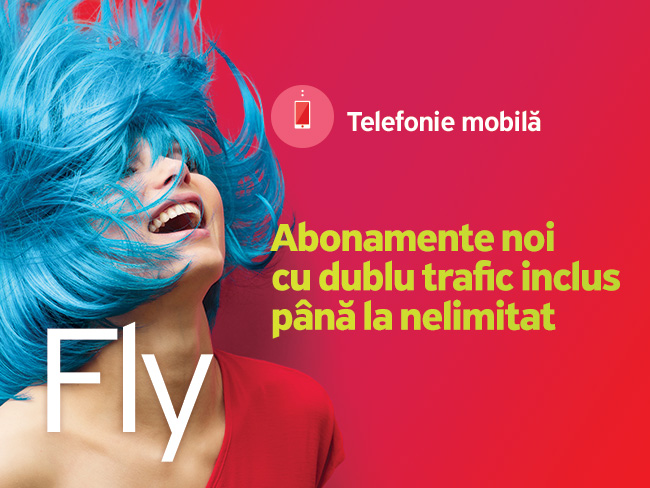 Telefonie mobilă
Abonamente noi
cu dublu trafic inclus
până la nelimitat
Fly